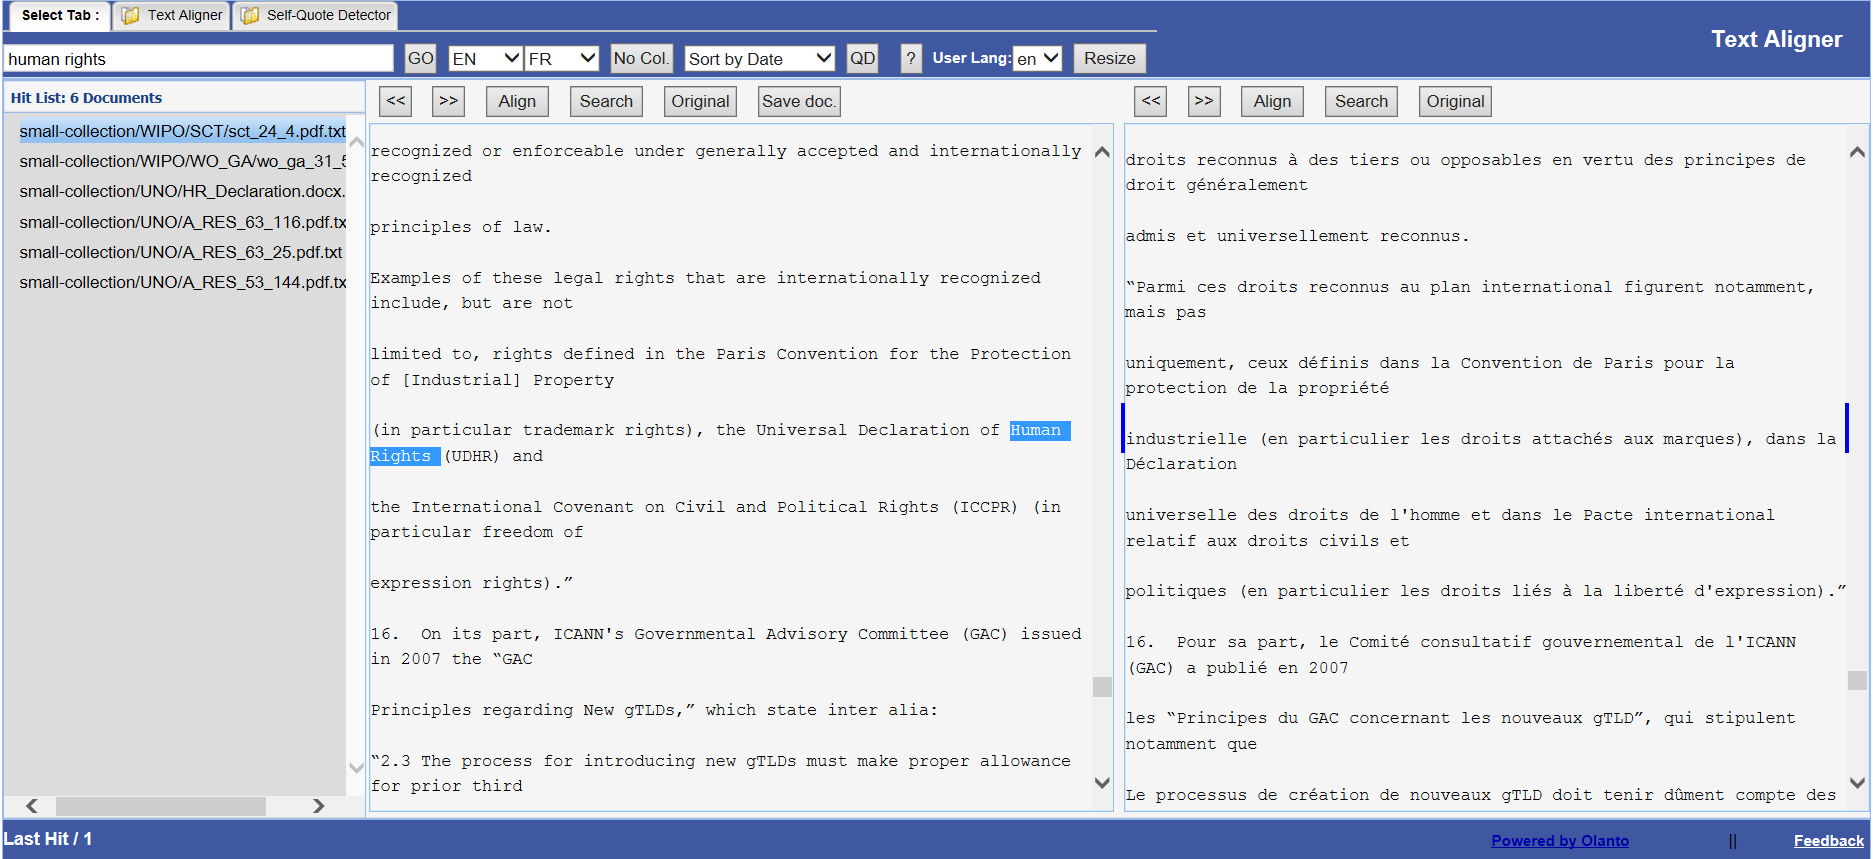 Select Tab :
Text Aligner
Self-Quote Detector
Text Aligner
human rights
GO
EN
FR
No Col.
Sort by Date
QD
?
User Lang:
en
Resize
Hit List: 6 Documents
small-collection/WIPO/SCT/sct_24_4.pdf.txt
small-collection/WIPO/WO_GA/wo_ga_31_5
small-collection/UNO/HR_Declaration.docx.
small-collection/UNO/A_RES_63_116.pdf.tx
small-collection/UNO/A_RES_63_25.pdf.txt
small-collection/UNO/A_RES_53_144.pdf.tx
<<
>>
Align
Search
Original
Save doc.
recognized or enforceable under generally accepted and internationally
recognized
principles of law.
Examples of these legal rights that are internationally recognized
include, but are not
limited to, rights defined in the Paris Convention for the Protection
of [Industrial] Property
(in particular trademark rights), the Universal Declaration of Human
Rights (UDHR) and
the International Covenant on Civil and Political Rights (ICCPR) (in
particular freedom of
expression rights).”
16.  On its part, ICANN's Governmental Advisory Committee (GAC) issued
in 2007 the “GAC
Principles regarding New gTLDs,” which state inter alia:
“2.3 The process for introducing new gTLDs must make proper allowance
for prior third
<<
>>
Align
Search
Original
droits reconnus à des tiers ou opposables en vertu des principes de
droit généralement
admis et universellement reconnus.
“Parmi ces droits reconnus au plan international figurent notamment,
mais pas
uniquement, ceux définis dans la Convention de Paris pour la
protection de la propriété
industrielle (en particulier les droits attachés aux marques), dans la
Déclaration
universelle des droits de l'homme et dans le Pacte international
relatif aux droits civils et
politiques (en particulier les droits liés à la liberté d'expression).”
16.  Pour sa part, le Comité consultatif gouvernemental de l'ICANN
(GAC) a publié en 2007
les “Principes du GAC concernant les nouveaux gTLD”, qui stipulent
notamment que
Le processus de création de nouveaux gTLD doit tenir dûment compte des
Last Hit / 1
Powered by Olanto
||
Feedback